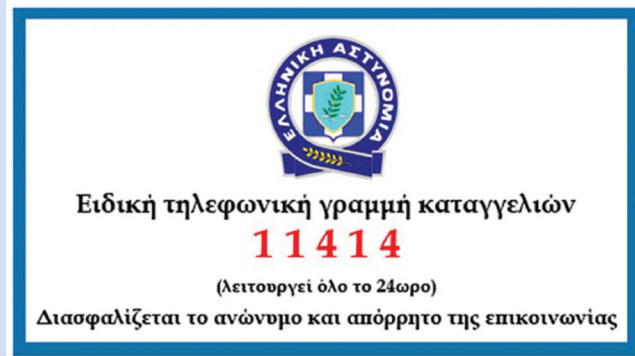 ΕΛΛΗΝΙΚΗ ΑΣΤΥΝΟΜΙΑ
Ειδική τηλεφωνική γραμμή καταγγελιών
11414
(λειτουργεί όλο το 24ωρο)
Διασφαλίζεται το ανώνυμο και απόρρητο της επικοινωνίας